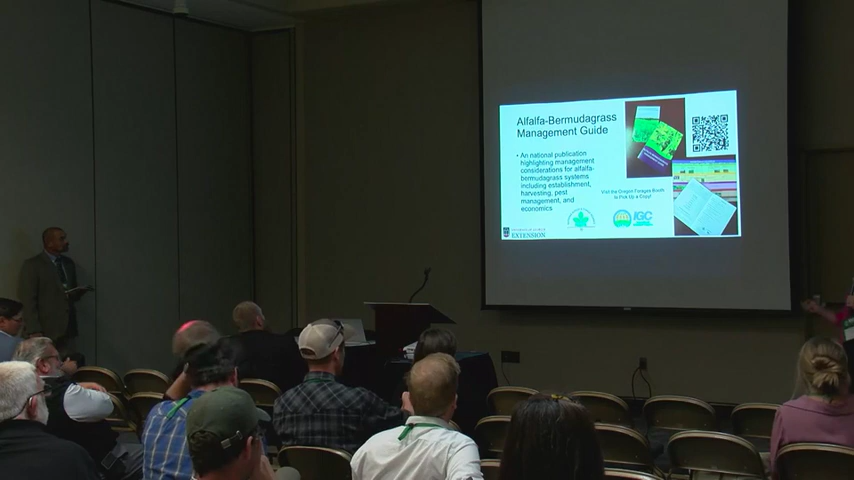 Alfalfa-Bermudagrass
Management Guide
• An national publication
highlighting management
considerations for alfalfa-
bermudagrass systems
including establishment,
harvesting, pest
management, and
economics
Visit the Oregon Forages Booth
to Pick Up a Copy!
IGC
EXTENSION